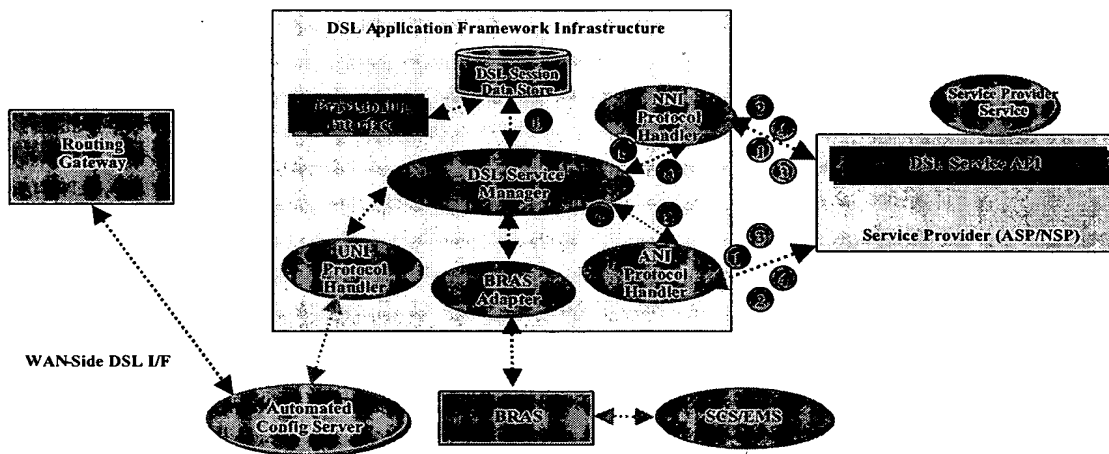 DSL Application Framework Infrastructure
DSL Session
Data Store
Provisioning
Interface
NNI
Protocol
Handler
Service Provider
Service
Routing
Gateway
DSL Service
Manager
DSL Service API
UNI
Protocol
Handler
BRAS
Adapter
ANI
Protocol
Handler
Service Provider (ASP/NSP)
WAN-Side DSL I/F
Automated
Config Server
BRAS
SCS/EMS